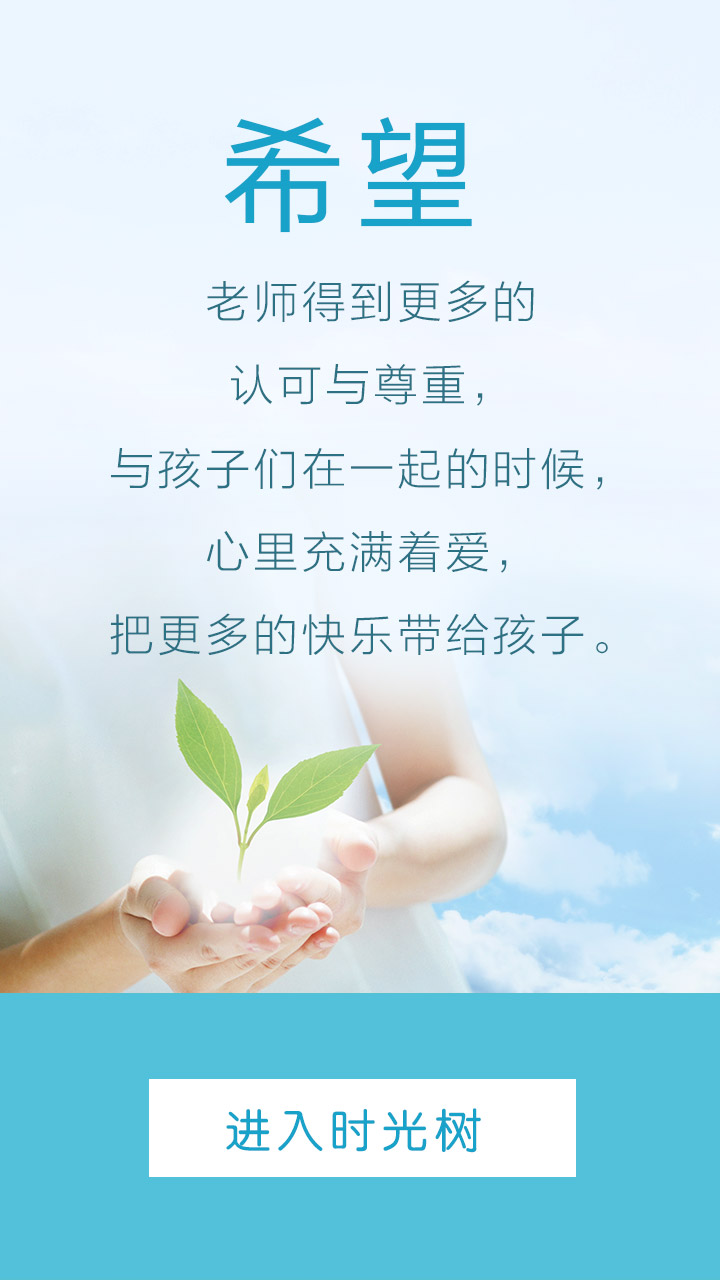 希望
老师得到更多的
认可与尊重，
与孩子们在一起的时候，
心里充满着爱，
把更多的快乐带给孩子。
进入时光树